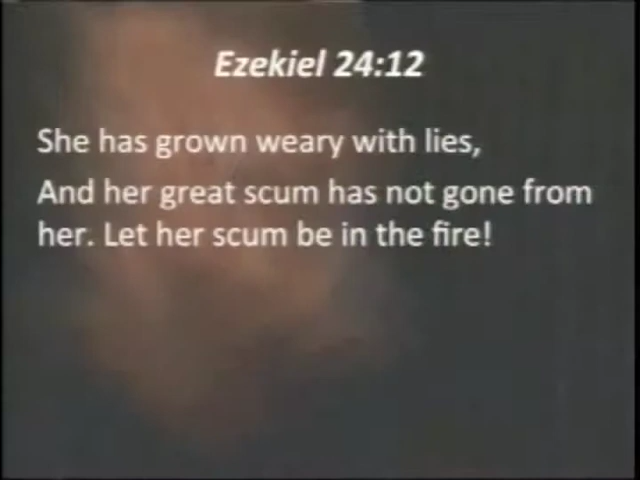 Ezekiel 24:12
She has grown weary with lies,
And her great scum has not gone from
her. Let her scum be in the fire!